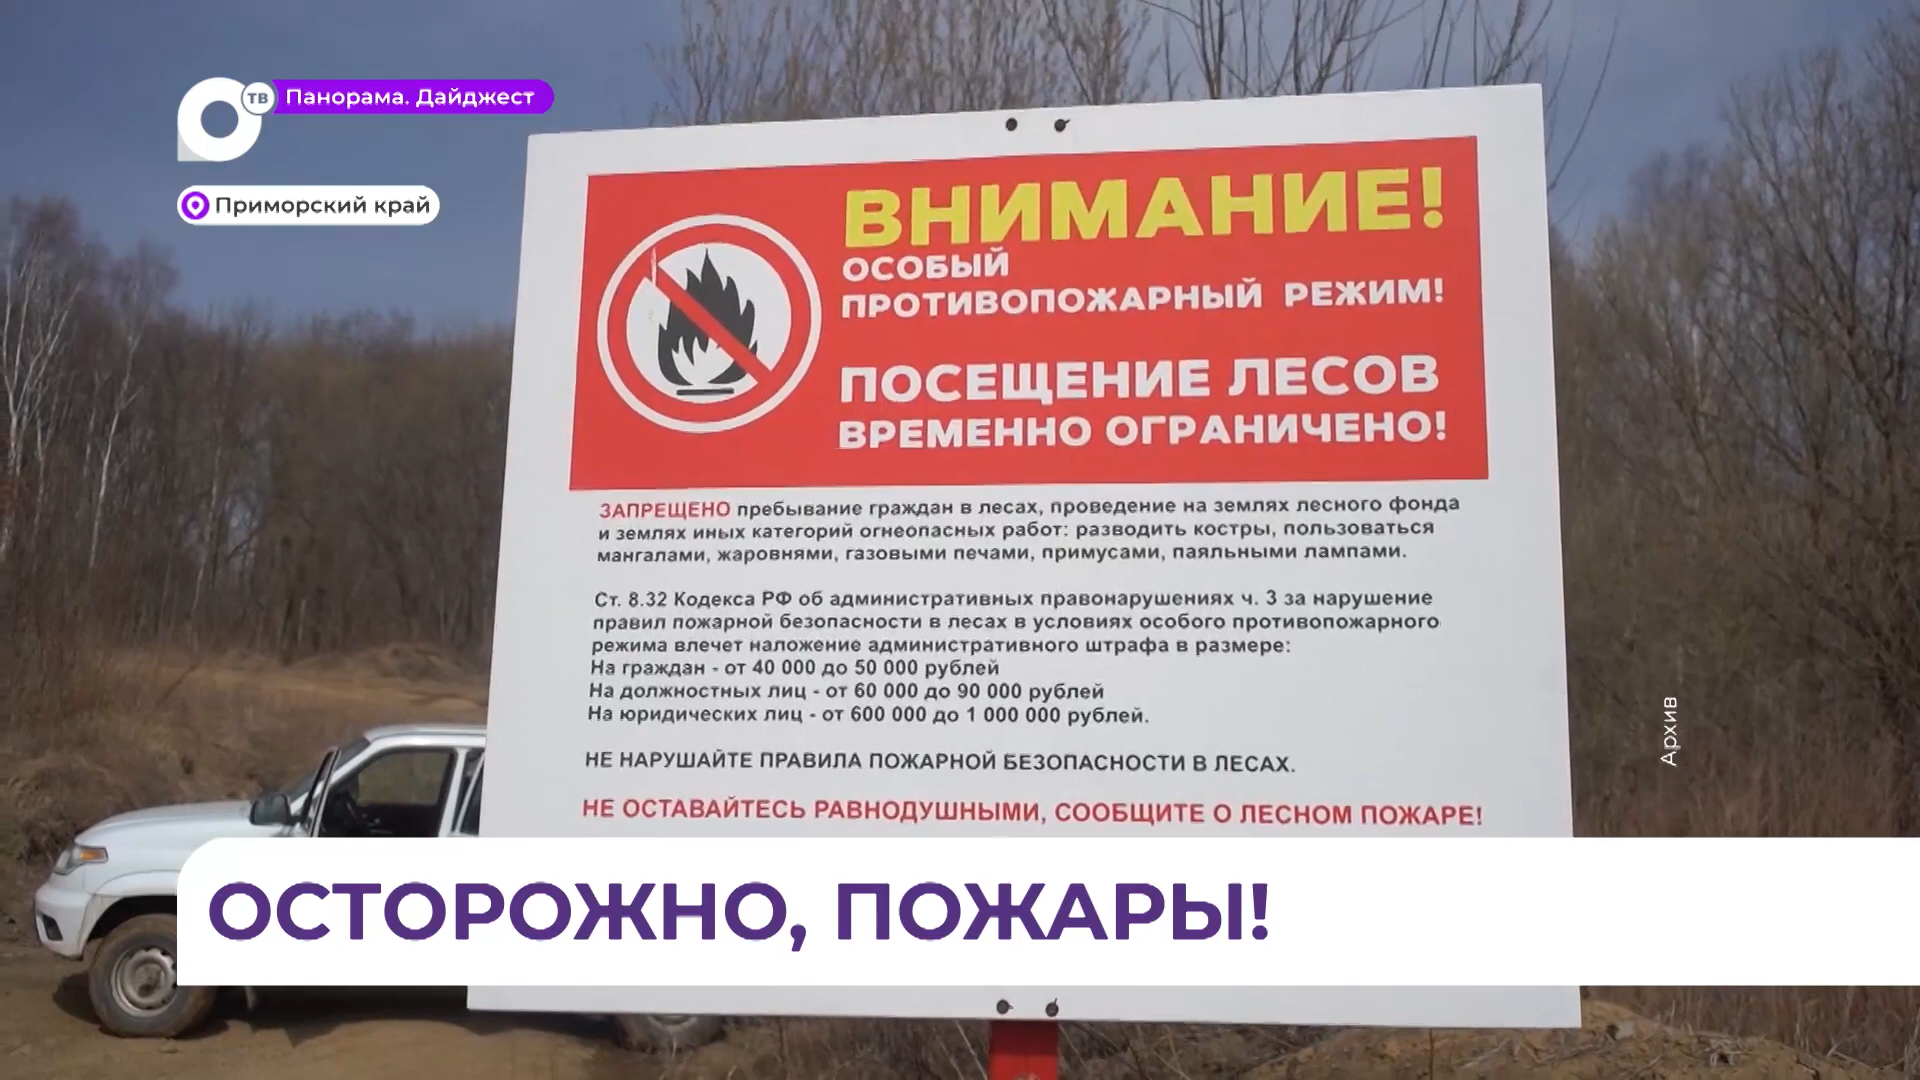 ТВ
Панорама. Дайджест
Приморский край
ВНИМАНИЕ!
ОСОБЫЙ
ПРОТИВОПОЖАРНЫЙ РЕЖИМ!
ПОСЕЩЕНИЕ ЛЕСОВ
ВРЕМЕННО ОГРАНИЧЕНО!
ЗАПРЕЩЕНО пребывание граждан в лесах, проведение на землях лесного фонда
и землях иных категорий огнеопасных работ: разводить костры, пользоваться
мангалами, жаровнями, газовыми печами, примусами, паяльными лампами.
Ст. 8.32 Кодекса РФ об административных правонарушениях ч. 3 за нарушение
правил пожарной безопасности в лесах в условиях особого противопожарного
режима влечет наложение административного штрафа в размере:
На граждан - от 40 000 до 50 000 рублей
На должностных лиц - от 60 000 до 90 000 рублей
На юридических лиц - от 600 000 до 1 000 000 рублей.
НЕ НАРУШАЙТЕ ПРАВИЛА ПОЖАРНОЙ БЕЗОПАСНОСТИ В ЛЕСАХ.
НЕ ОСТАВАЙТЕСЬ РАВНОДУШНЫМИ, СООБЩИТЕ О ЛЕСНОМ ПОЖАРЕ!
Архив
ОСТОРОЖНО, ПОЖАРЫ!